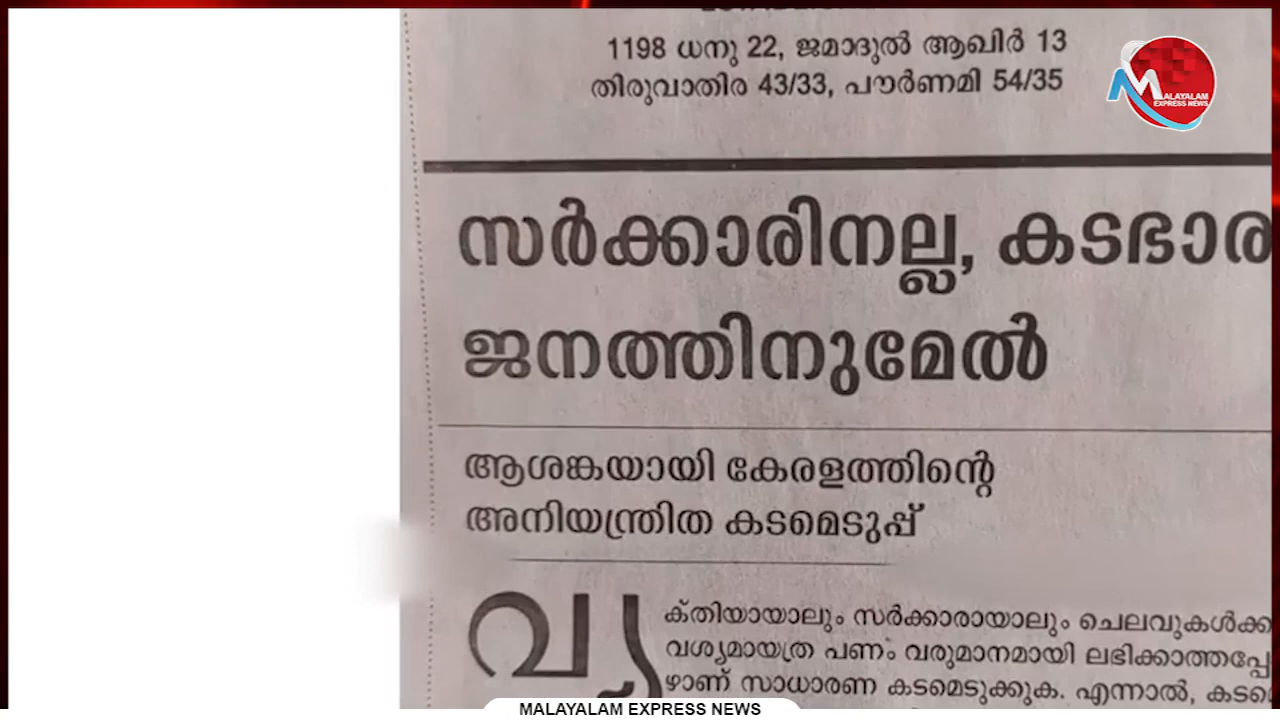 1198 ധനു 22, ജമാദുൽ ആഖിർ 13
തിരുവാതിര 43/33, പൗർണമി 54/35
MALAYALAM
EXPRESS NEWS
സർക്കാരിനല്ല, കടഭാര
ജനത്തിനുമേൽ
ആശങ്കയായി കേരളത്തിന്റെ
അനിയന്ത്രിത കടമെടുപ്പ്
വ്യക്തിയായാലും സർക്കാരായാലും ചെലവുകൾക്കാ
വശ്യമായത്ര പണം വരുമാനമായി ലഭിക്കാത്തപ്പോ
ഴാണ് സാധാരണ കടമെടുക്കുക. എന്നാൽ, കടമെ
MALAYALAM EXPRESS NEWS